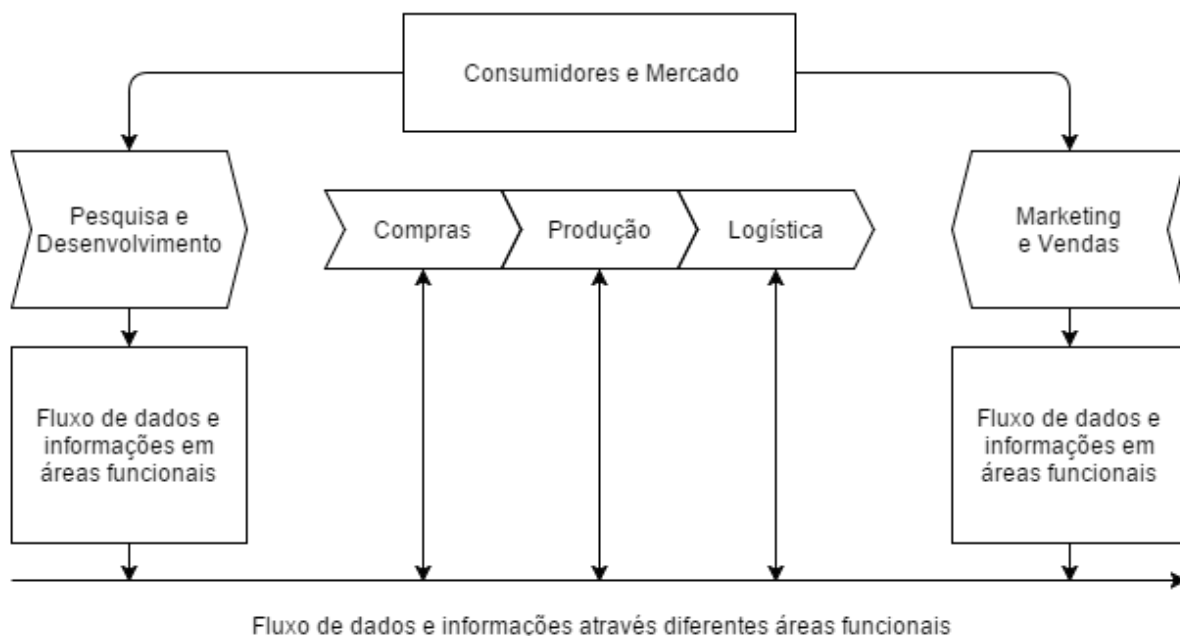 Consumidores e Mercado
Pesquisa e
Desenvolvimento
Compras
Produção
Logística
Marketing
e Vendas
Fluxo de dados e
informações em
áreas funcionais
Fluxo de dados e
informações em
áreas funcionais
Fluxo de dados e informações através diferentes áreas funcionais